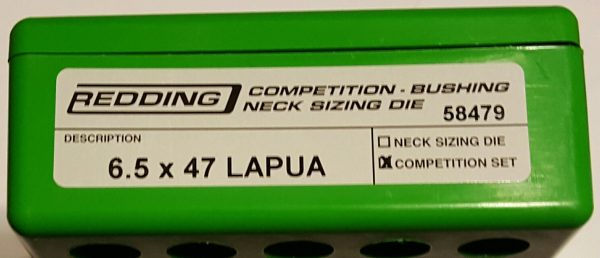 REDDING COMPETITION - BUSHING
NECK SIZING DIE 58479
DESCRIPTION
6.5 x 47 LAPUA
NECK SIZING DIE
COMPETITION SET